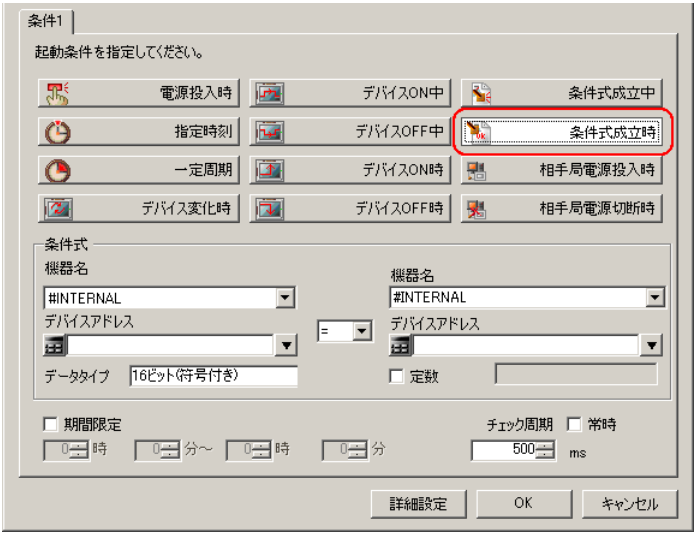 条件1
起動条件を指定してください。
電源投入時 デバイスON中 条件式成立中
指定時刻 デバイスOFF中 条件式成立時
一定周期 デバイスON時 相手局電源投入時
デバイス変化時 デバイスOFF時 相手局電源切断時
条件式
機器名 機器名
#INTERNAL #INTERNAL
デバイスアドレス = デバイスアドレス
データタイプ 16ビット(符号付き) 定数
期間限定 チェック周期 常時
0 時 0 分～ 0 時 0 分 500 ms
詳細設定 OK キャンセル